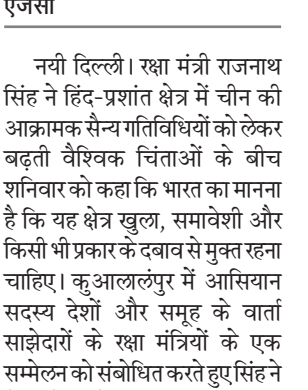 एजेंसी
नयी दिल्ली। रक्षा मंत्री राजनाथ
सिंह ने हिंद-प्रशांत क्षेत्र में चीन की
आक्रामक सैन्य गतिविधियों को लेकर
बढ़ती वैश्विक चिंताओं के बीच
शनिवार को कहा कि भारत का मानना
है कि यह क्षेत्र खुला, समावेशी और
किसी भी प्रकार के दबाव से मुक्त रहना
चाहिए। कुआलालंपुर में आसियान
सदस्य देशों और समूह के वार्ता
साझेदारों के रक्षा मंत्रियों के एक
सम्मेलन को संबोधित करते हुए सिंह ने